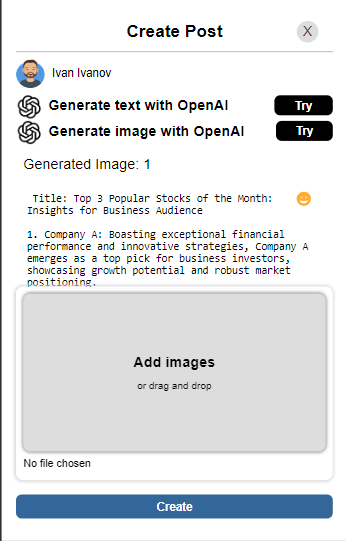 Create Post
X
Ivan Ivanov
Generate text with OpenAI
Try
Generate image with OpenAI
Try
Generated Image: 1
Title: Top 3 Popular Stocks of the Month:
Insights for Business Audience
1. Company A: Boasting exceptional financial
performance and innovative strategies, Company A
emerges as a top pick for business investors,
showcasing growth potential and robust market
positioning.
Add images
or drag and drop
No file chosen
Create